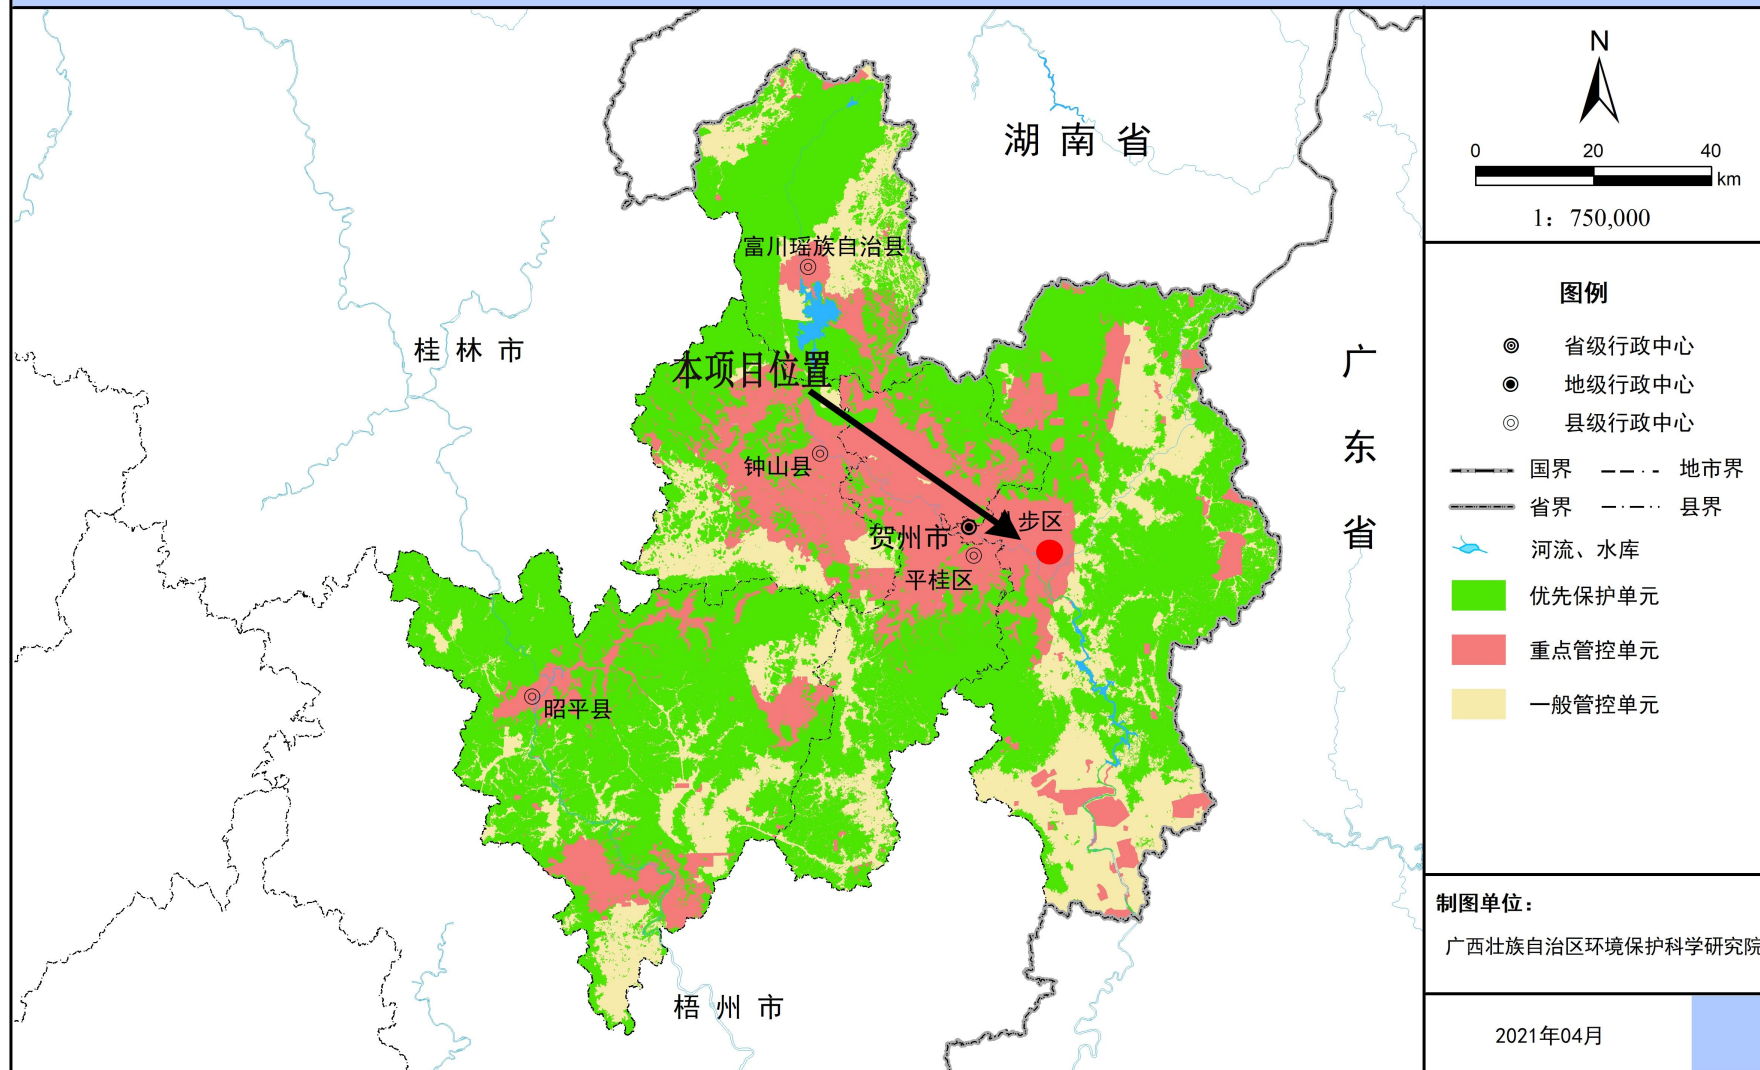 湖南省
富川瑶族自治县
桂林市
本项目位置
钟山县
贺州市
步区
平桂区
昭平县
梧州市
广东省
N
0 20 40
km
1：750,000
图例
省级行政中心
地级行政中心
县级行政中心
国界 地市界
省界 县界
河流、水库
优先保护单元
重点管控单元
一般管控单元
制图单位：
广西壮族自治区环境保护科学研究院
2021年04月